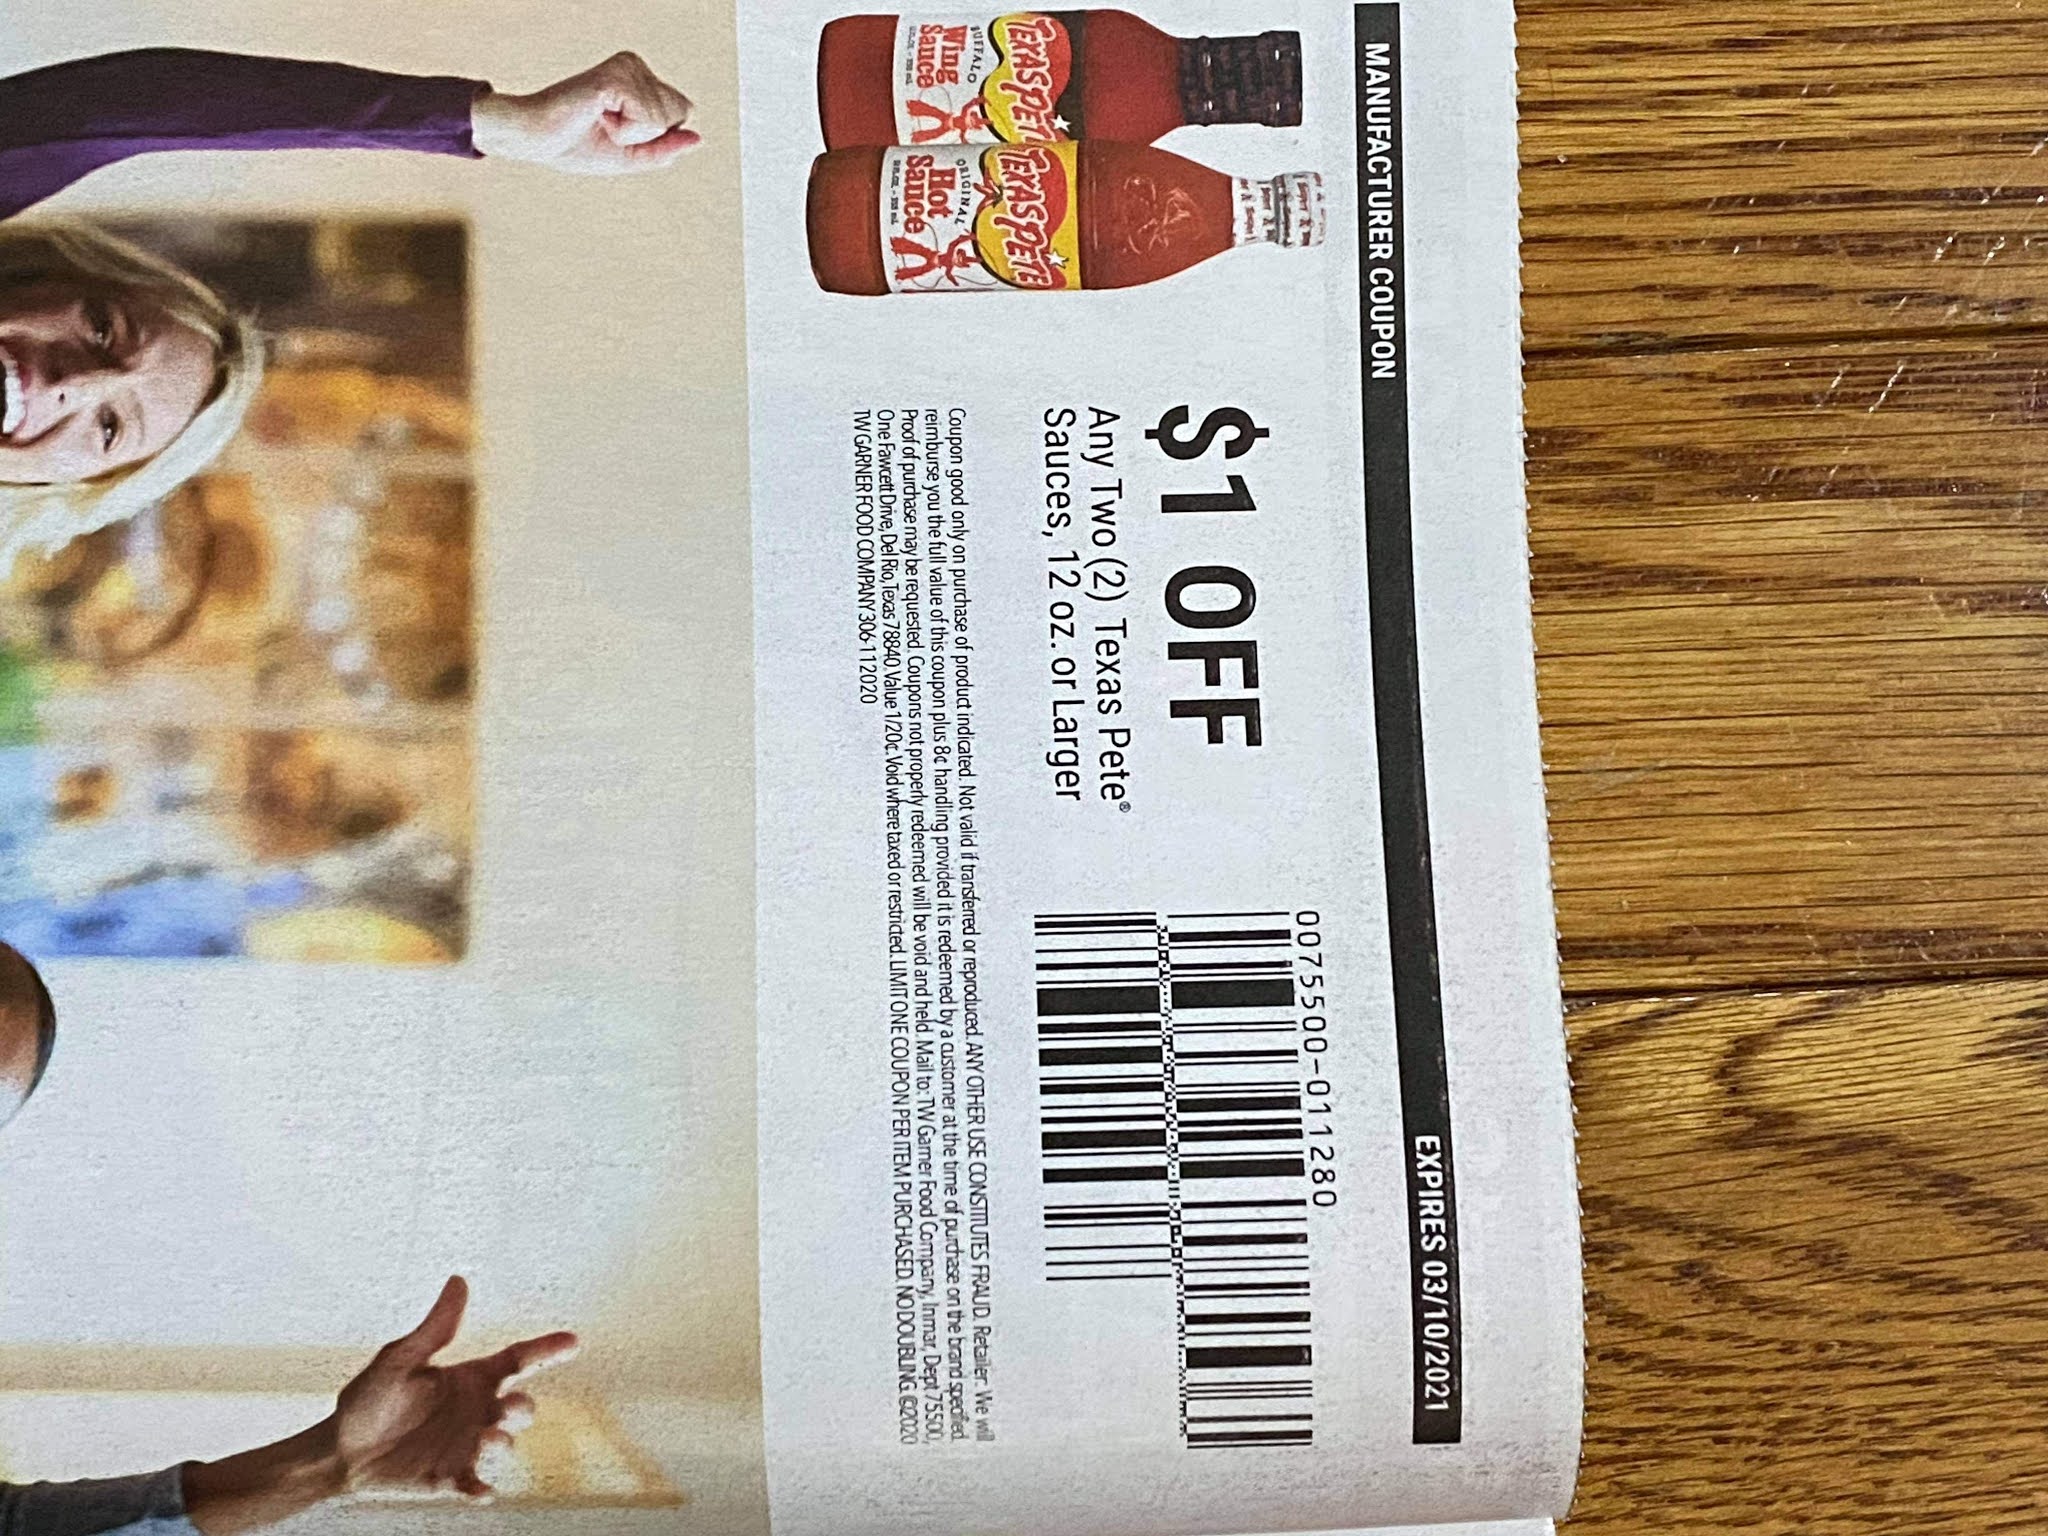 MANUFACTURER COUPON
EXPIRES 03/10/2021
TEXAS PETE
BUFFALO
Wing
Sauce
TEXAS PETE
ORIGINAL
Hot
Sauce
$1 OFF
Any Two (2) Texas Pete®
Sauces, 12 oz. or Larger
0075500-011280
Coupon good only on purchase of product indicated. Not valid if transferred or reproduced. ANY OTHER USE CONSTITUTES FRAUD. Retailer: We will
reimburse you the full value of this coupon plus 8¢ handling provided it is redeemed by a customer at the time of purchase on the brand specified.
Proof of purchase may be requested. Coupons not properly redeemed will be void and held. Mail to: TW Garner Food Company, Inmar, Dept 75500,
One Fawcett Drive, Del Rio, Texas 78840. Value 1/20¢. Void where taxed or restricted. LIMIT ONE COUPON PER ITEM PURCHASED. NO DOUBLING. ©2020
TW GARNER FOOD COMPANY 306-112020